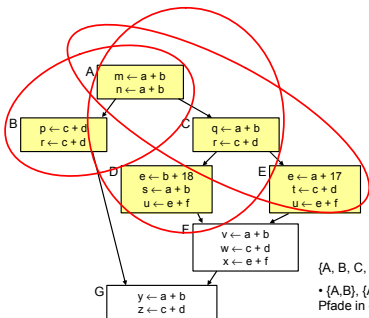 A
m ← a + b
n ← a + b
B
p ← c + d
r ← c + d
C
q ← a + b
r ← c + d
D
e ← b + 18
s ← a + b
u ← e + f
E
e ← a + 17
t ← c + d
u ← e + f
F
v ← a + b
w ← c + d
x ← e + f
G
y ← a + b
z ← c + d
{A, B, C,
• {A,B}, {A
Pfade in